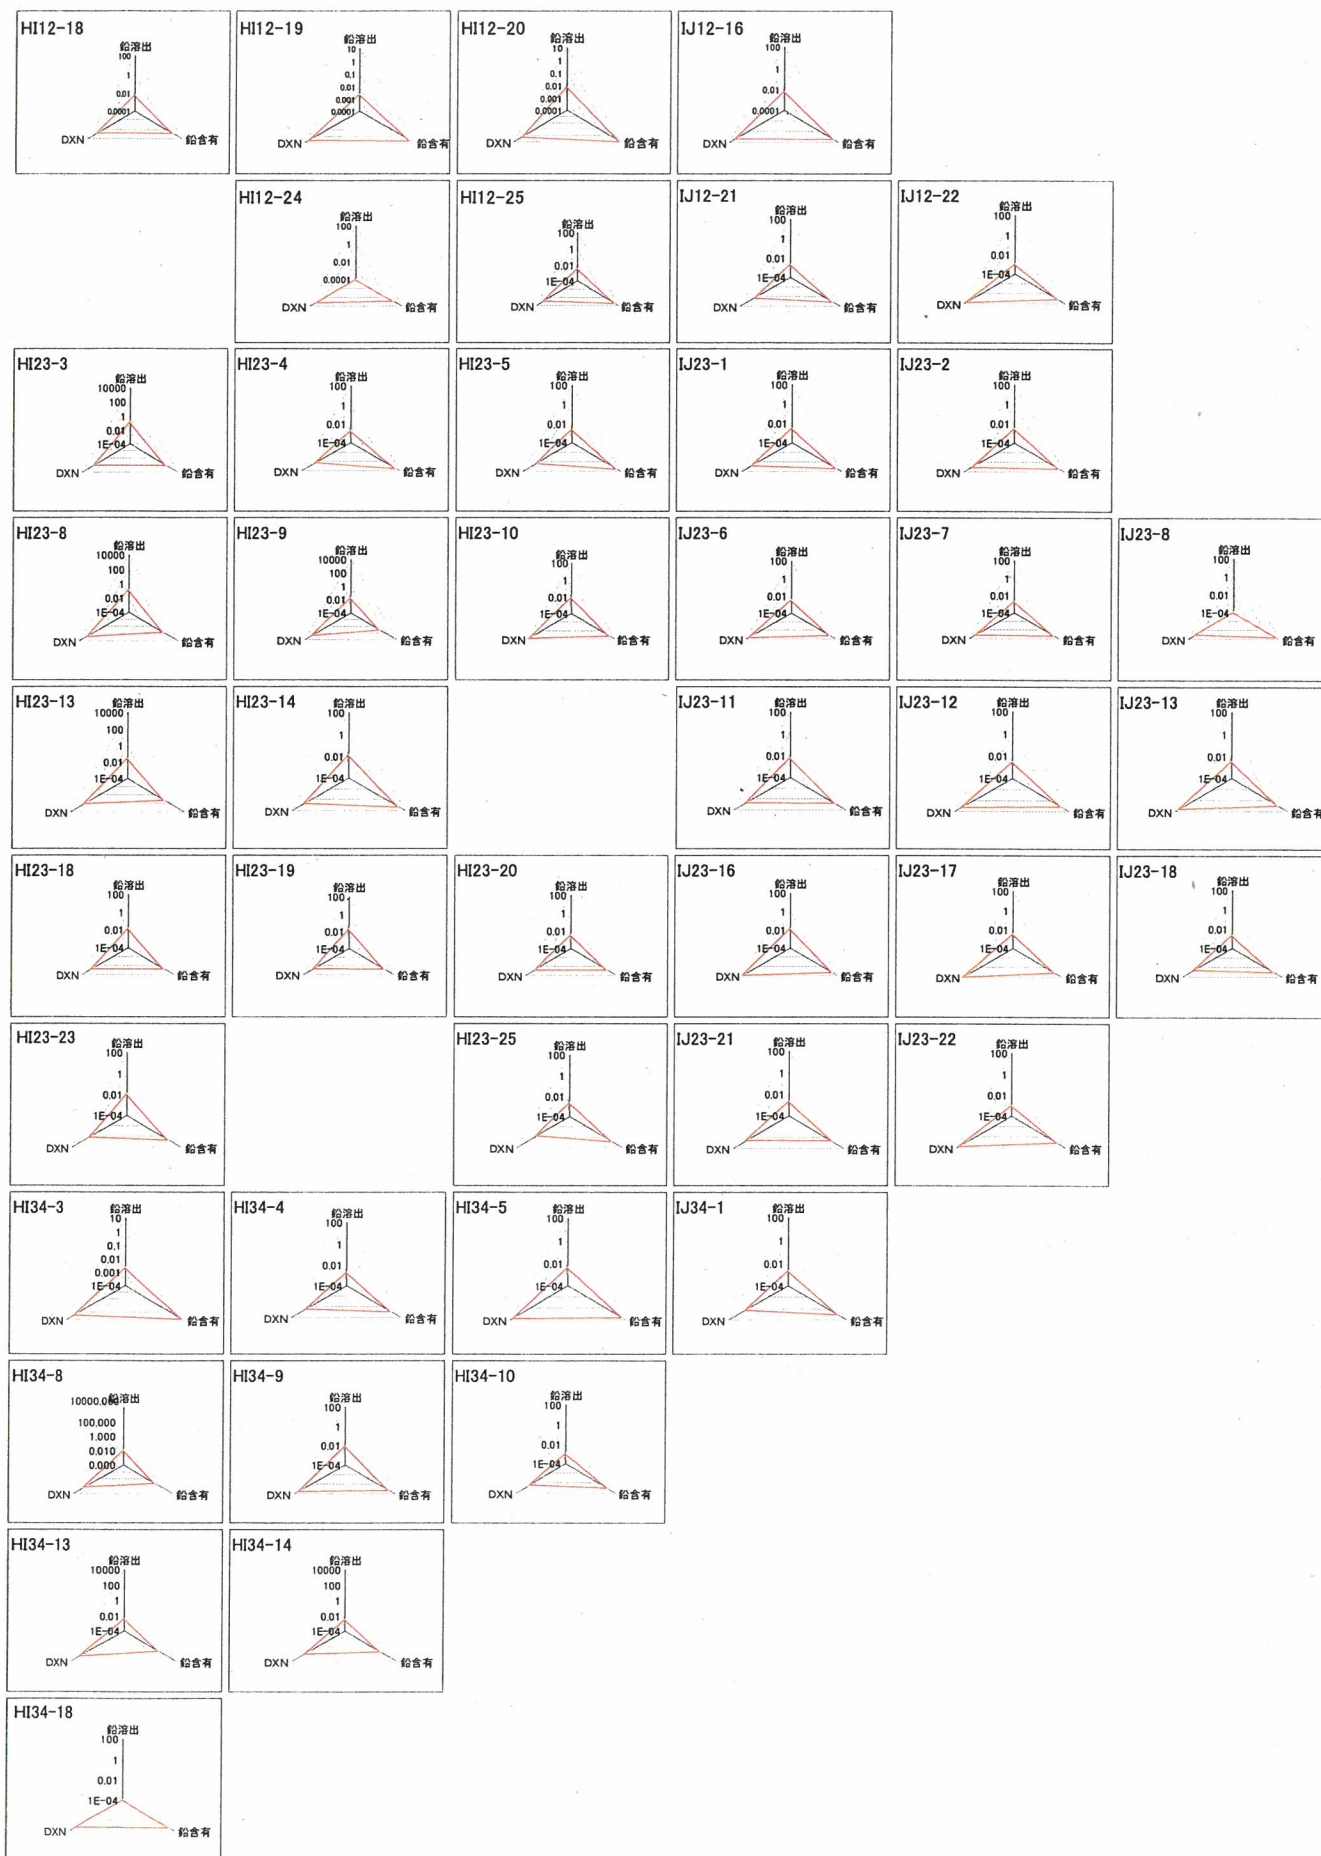 HI12-18
鉛溶出
100
1
0.01
0.0001
DXN
鉛含有
HI12-19
鉛溶出
10
1
0.1
0.01
0.001
0.0001
DXN
鉛含有
HI12-20
鉛溶出
10
1
0.1
0.01
0.001
0.0001
DXN
鉛含有
IJ12-16
鉛溶出
100
1
0.01
0.0001
DXN
鉛含有
HI12-24
鉛溶出
100
1
0.01
0.0001
DXN
鉛含有
HI12-25
鉛溶出
100
1
0.01
1E-04
DXN
鉛含有
IJ12-21
鉛溶出
100
1
0.01
1E-04
DXN
鉛含有
IJ12-22
鉛溶出
100
1
0.01
1E-04
DXN
鉛含有
HI23-3
鉛溶出
10000
100
1
0.01
1E-04
DXN
鉛含有
HI23-4
鉛溶出
100
1
0.01
1E-04
DXN
鉛含有
HI23-5
鉛溶出
100
1
0.01
1E-04
DXN
鉛含有
IJ23-1
鉛溶出
100
1
0.01
1E-04
DXN
鉛含有
IJ23-2
鉛溶出
100
1
0.01
1E-04
DXN
鉛含有
HI23-8
鉛溶出
10000
100
1
0.01
1E-04
DXN
鉛含有
HI23-9
鉛溶出
10000
100
1
0.01
1E-04
DXN
鉛含有
HI23-10
鉛溶出
100
1
0.01
1E-04
DXN
鉛含有
IJ23-6
鉛溶出
100
1
0.01
1E-04
DXN
鉛含有
IJ23-7
鉛溶出
100
1
0.01
1E-04
DXN
鉛含有
IJ23-8
鉛溶出
100
1
0.01
1E-04
DXN
鉛含有
HI23-13
鉛溶出
10000
100
1
0.01
1E-04
DXN
鉛含有
HI23-14
鉛溶出
100
1
0.01
1E-04
DXN
鉛含有
IJ23-11
鉛溶出
100
1
0.01
1E-04
DXN
鉛含有
IJ23-12
鉛溶出
100
1
0.01
1E-04
DXN
鉛含有
IJ23-13
鉛溶出
100
1
0.01
1E-04
DXN
鉛含有
HI23-18
鉛溶出
100
1
0.01
1E-04
DXN
鉛含有
HI23-19
鉛溶出
100
1
0.01
1E-04
DXN
鉛含有
HI23-20
鉛溶出
100
1
0.01
1E-04
DXN
鉛含有
IJ23-16
鉛溶出
100
1
0.01
1E-04
DXN
鉛含有
IJ23-17
鉛溶出
100
1
0.01
1E-04
DXN
鉛含有
IJ23-18
鉛溶出
100
1
0.01
1E-04
DXN
鉛含有
HI23-23
鉛溶出
100
1
0.01
1E-04
DXN
鉛含有
HI23-25
鉛溶出
100
1
0.01
1E-04
DXN
鉛含有
IJ23-21
鉛溶出
100
1
0.01
1E-04
DXN
鉛含有
IJ23-22
鉛溶出
100
1
0.01
1E-04
DXN
鉛含有
HI34-3
鉛溶出
10
1
0.1
0.01
0.001
1E-04
DXN
鉛含有
HI34-4
鉛溶出
100
1
0.01
1E-04
DXN
鉛含有
HI34-5
鉛溶出
100
1
0.01
1E-04
DXN
鉛含有
IJ34-1
鉛溶出
100
1
0.01
1E-04
DXN
鉛含有
HI34-8
鉛溶出
10000.000
100.000
1.000
0.010
0.000
DXN
鉛含有
HI34-9
鉛溶出
100
1
0.01
1E-04
DXN
鉛含有
HI34-10
鉛溶出
100
1
0.01
1E-04
DXN
鉛含有
HI34-13
鉛溶出
10000
100
1
0.01
1E-04
DXN
鉛含有
HI34-14
鉛溶出
10000
100
1
0.01
1E-04
DXN
鉛含有
HI34-18
鉛溶出
100
1
0.01
1E-04
DXN
鉛含有